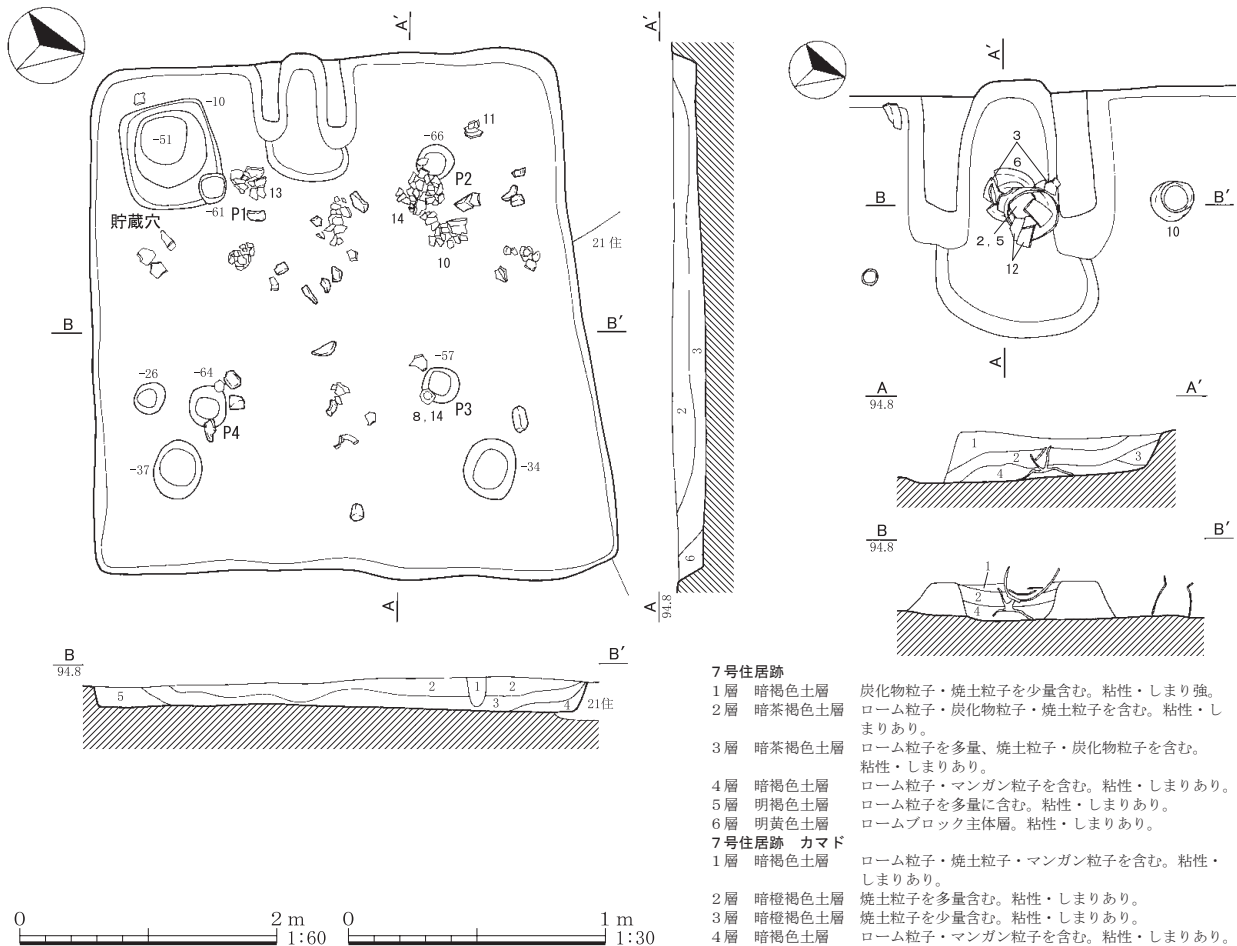 A'
A'
A'
-10
-51
-61
P1
13
貯蔵穴
-66
P2
11
14
10
21住
B
B'
-26
-64
P4
-37
-57
8, 14
P3
-34
A
A
94.8
3
2
6
3
6
B
B'
2, 5
12
10
A
A
94.8
A'
1
2
3
4
B
94.8
B'
1
2
4
B
94.8
B'
5
2
1
2
3
4
21住
7号住居跡
1層 暗褐色土層 炭化物粒子・焼土粒子を少量含む。粘性・しまり強。
2層 暗茶褐色土層 ローム粒子・炭化物粒子・焼土粒子を含む。粘性・し
まりあり。
3層 暗茶褐色土層 ローム粒子を多量、焼土粒子・炭化物粒子を含む。
粘性・しまりあり。
4層 暗褐色土層 ローム粒子・マンガン粒子を含む。粘性・しまりあり。
5層 明褐色土層 ローム粒子を多量に含む。粘性・しまりあり。
6層 明黄色土層 ロームブロック主体層。粘性・しまりあり。
7号住居跡 カマド
1層 暗褐色土層 ローム粒子・焼土粒子・マンガン粒子を含む。粘性・
しまりあり。
2層 暗橙褐色土層 焼土粒子を多量含む。粘性・しまりあり。
3層 暗橙褐色土層 焼土粒子を少量含む。粘性・しまりあり。
4層 暗褐色土層 ローム粒子・マンガン粒子を含む。粘性・しまりあり。
0 2m
1:60
0 1m
1:30